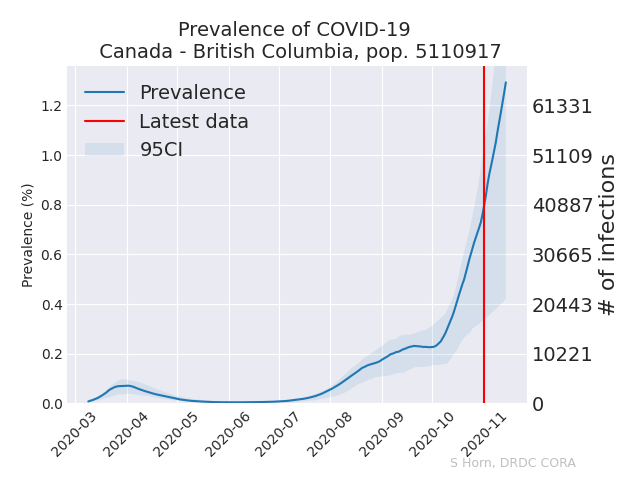 Prevalence of COVID-19
Canada - British Columbia, pop. 5110917
Prevalence
Latest data
95CI
Prevalence (%)
1.2
1.0
0.8
0.6
0.4
0.2
0.0
61331
51109
40887
30665
20443
10221
0
# of infections
2020-03
2020-04
2020-05
2020-06
2020-07
2020-08
2020-09
2020-10
2020-11
S Horn, DRDC CORA